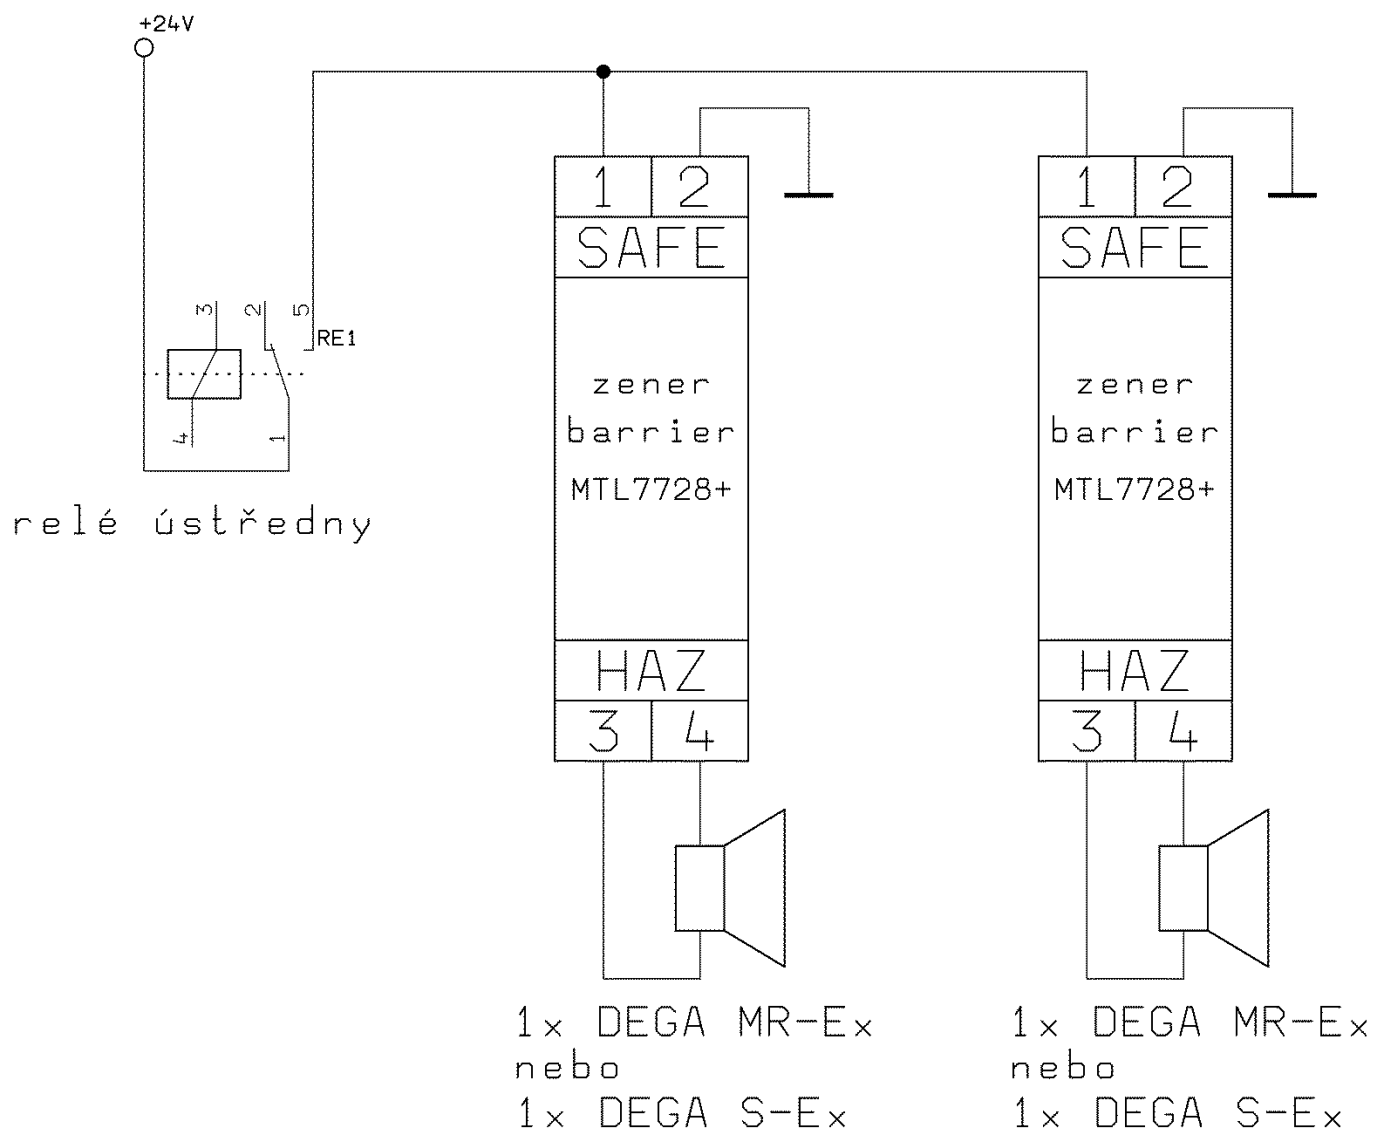 +24V
1 2 1 2
SAFE SAFE
3 2 5
RE1
zener zener
4 1
barrier barrier
MTL7728+ MTL7728+
relé ústředny
HAZ HAZ
3 4 3 4
1x DEGA MR-Ex 1x DEGA MR-Ex
nebo nebo
1x DEGA S-Ex 1x DEGA S-Ex